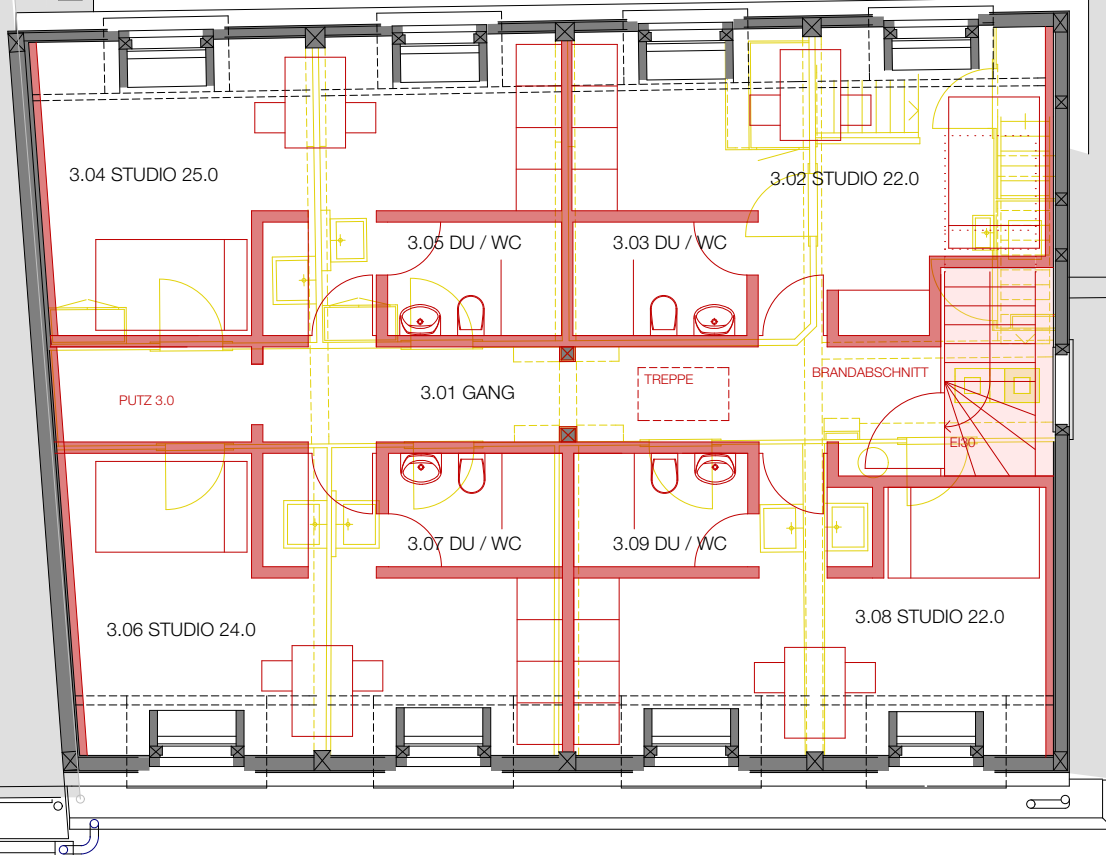 3.04 STUDIO 25.0
3.02 STUDIO 22.0
3.05 DU / WC
3.03 DU / WC
TREPPE
BRANDABSCHNITT
PUTZ 3.0
3.01 GANG
EI30
3.07 DU / WC
3.09 DU / WC
3.06 STUDIO 24.0
3.08 STUDIO 22.0